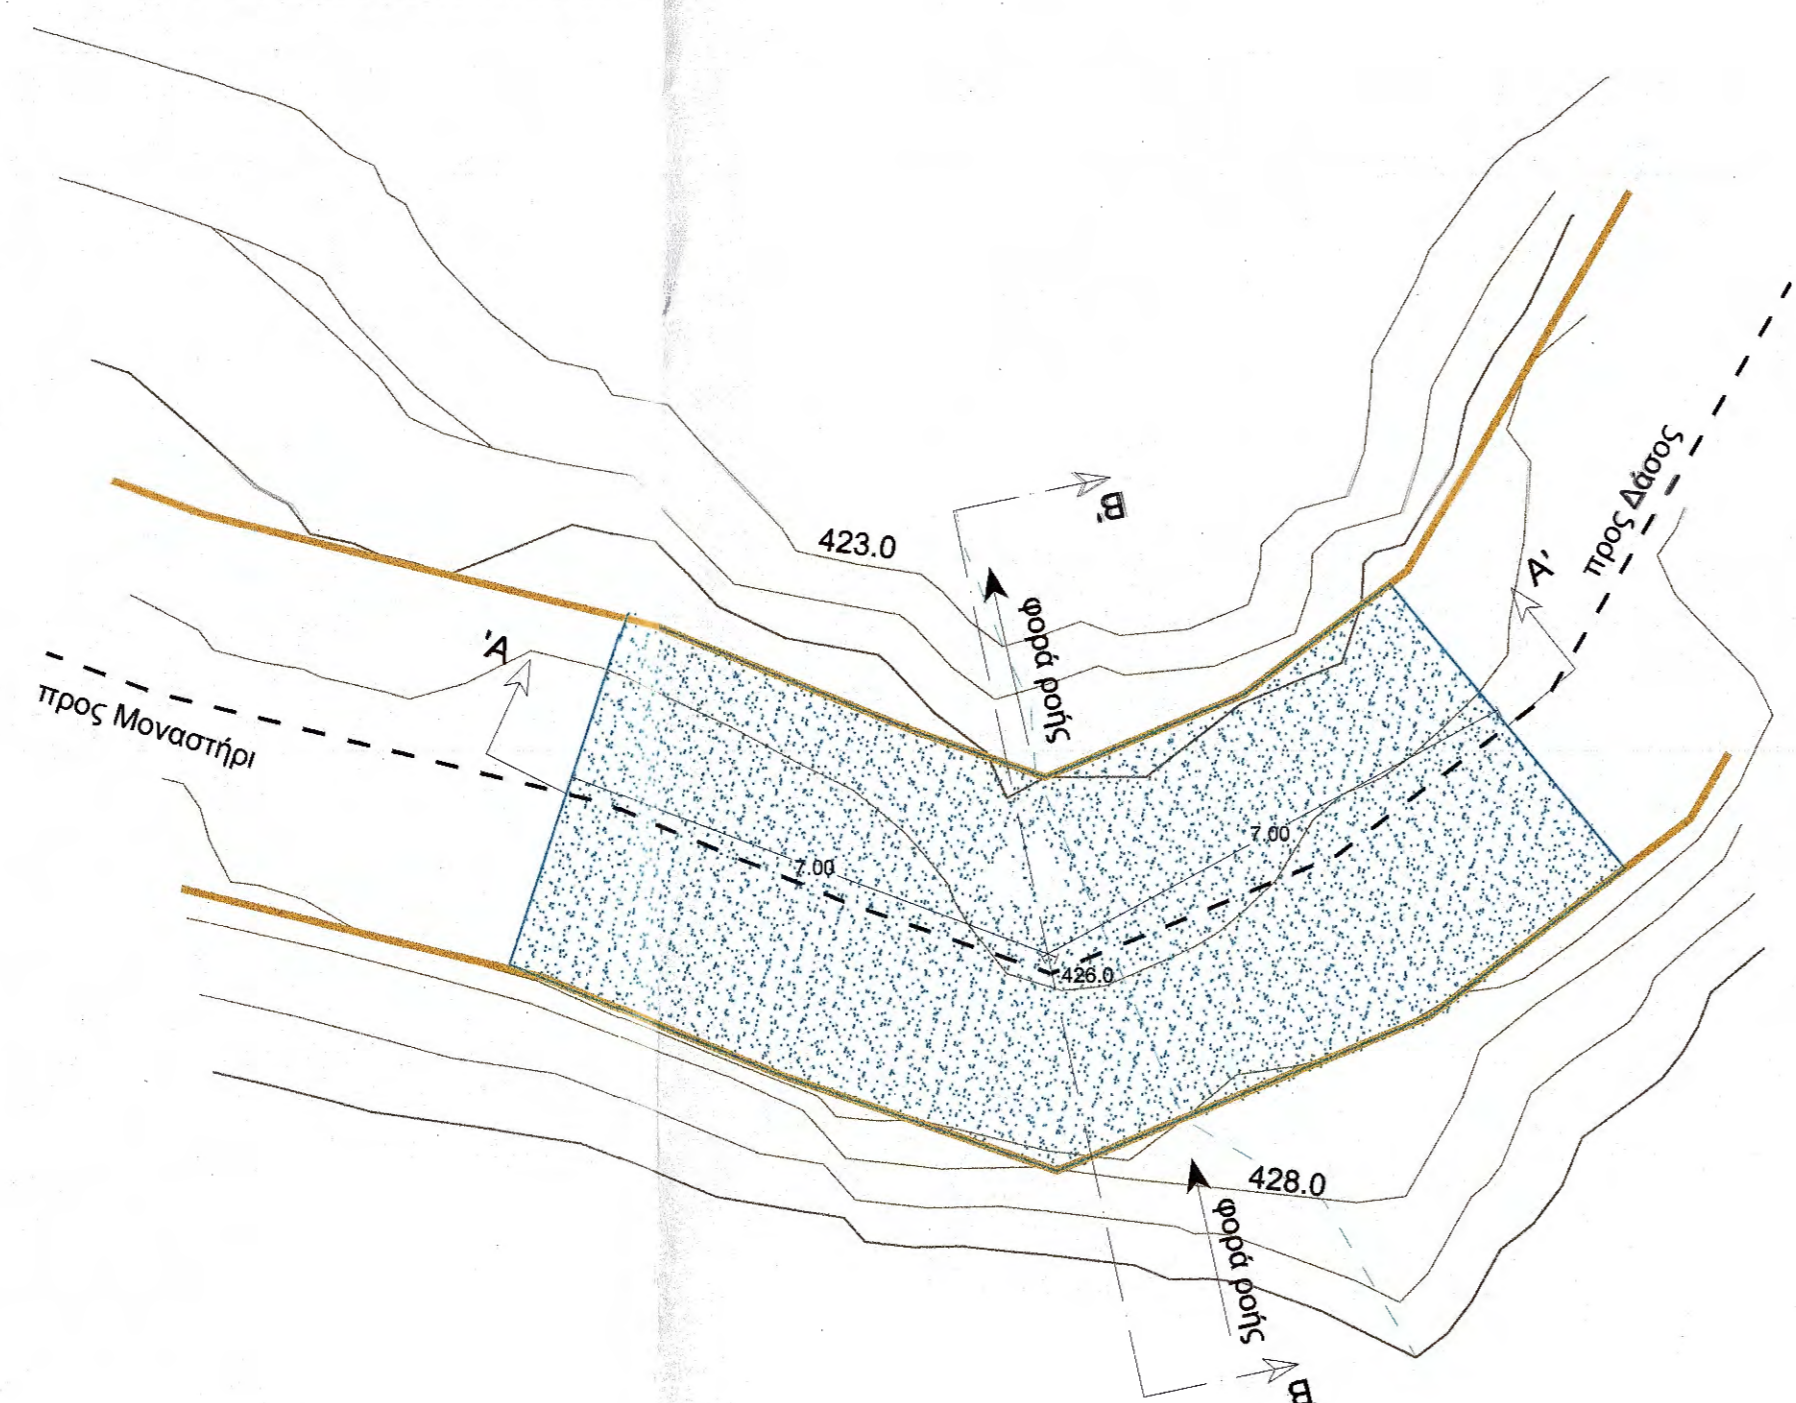 Β'
423.0
προς Δάσος
Α'
φορά ροής
'Α
προς Μοναστήρι
7.00
7.00
426.0
428.0
φορά ροής
Β